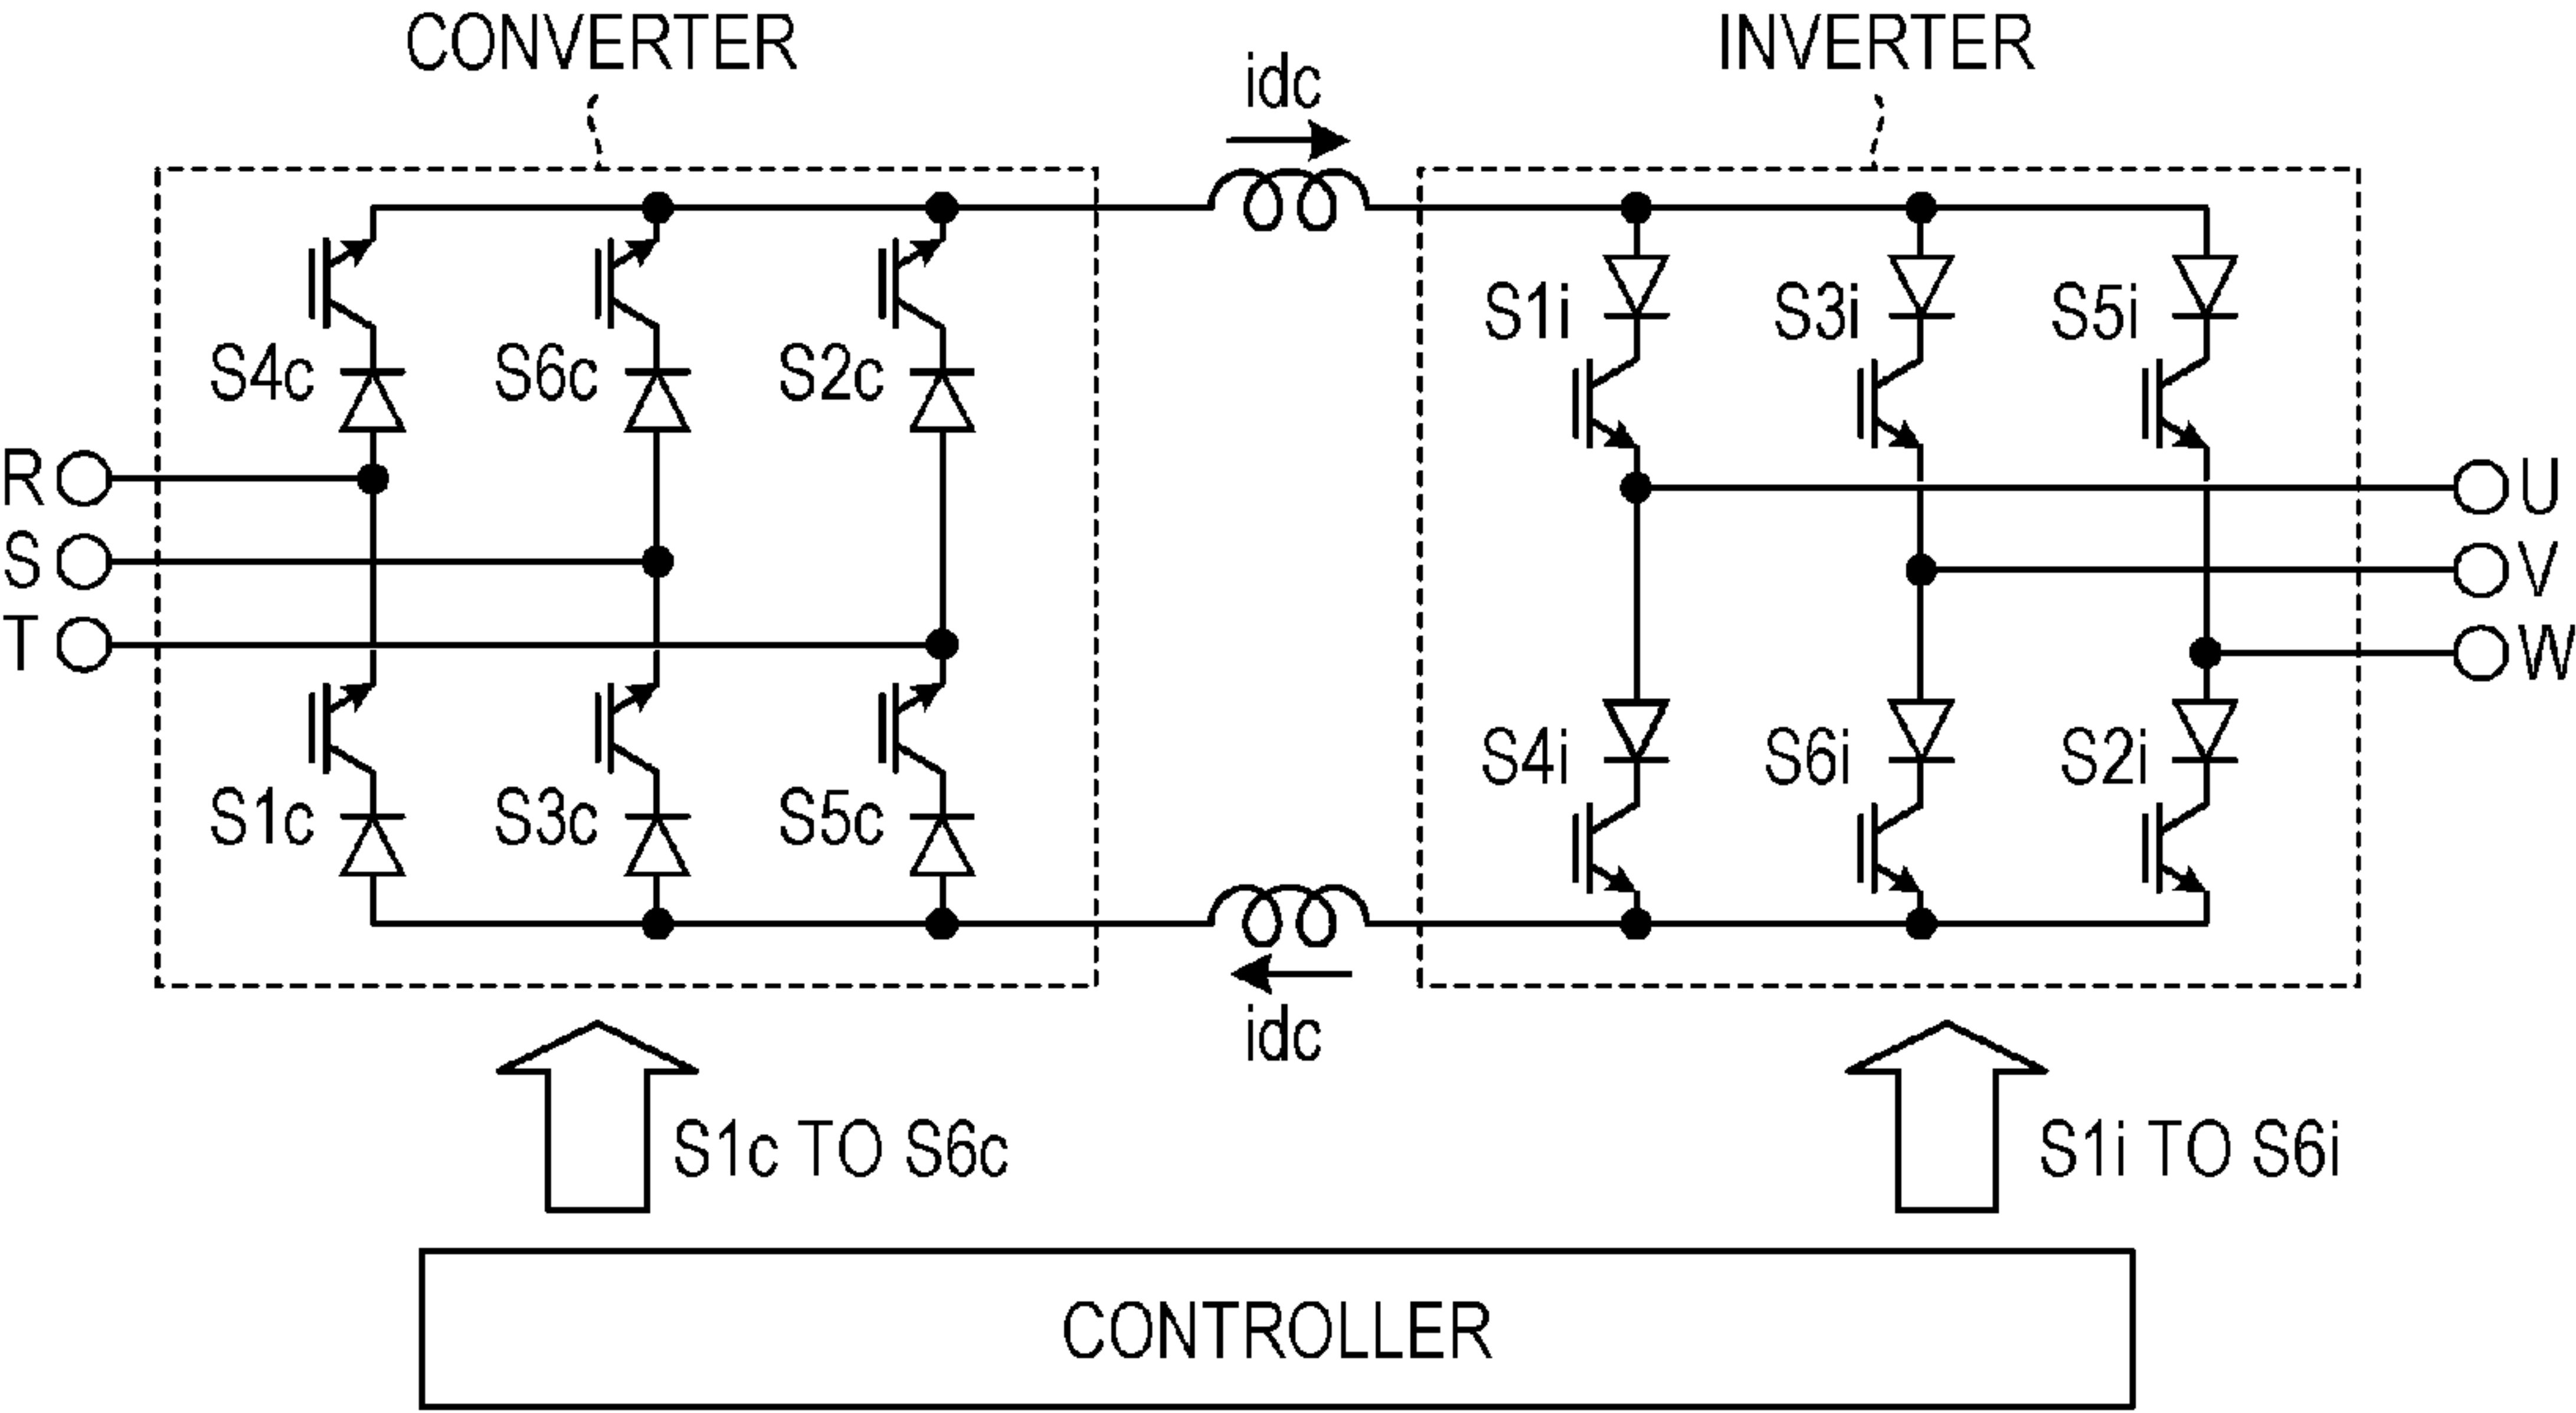 CONVERTER
INVERTER
idc
S4c
S6c
S2c
S1i
S3i
S5i
R
S
T
U
V
W
S1c
S3c
S5c
S4i
S6i
S2i
idc
S1c TO S6c
S1i TO S6i
CONTROLLER